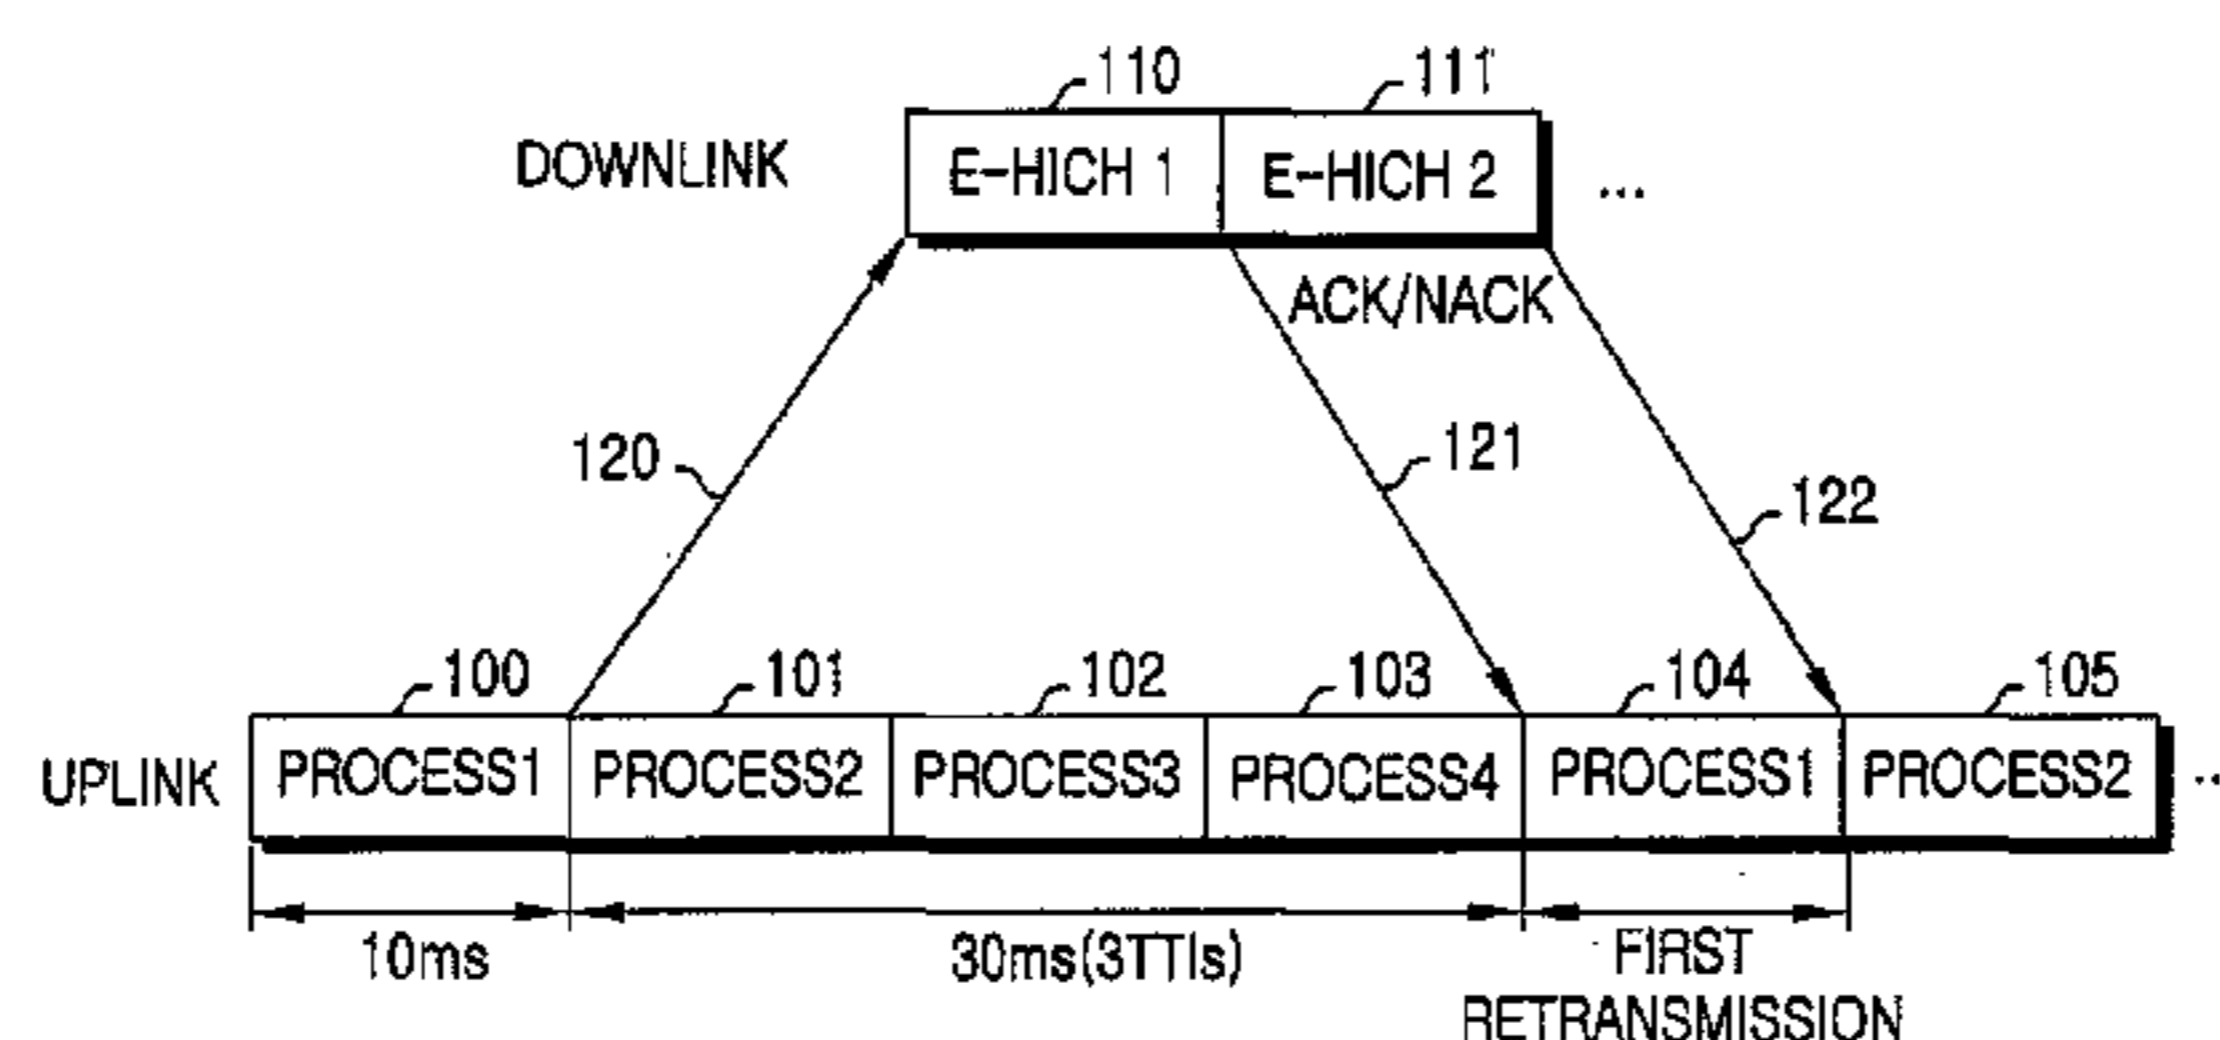 110 111
DOWNLINK E-HICH 1 E-HICH 2 ...
ACK/NACK
120 121 122
100 101 102 103 104 105
UPLINK PROCESS1 PROCESS2 PROCESS3 PROCESS4 PROCESS1 PROCESS2 ..
10ms 30ms(3TTIs) FIRST
RETRANSMISSION